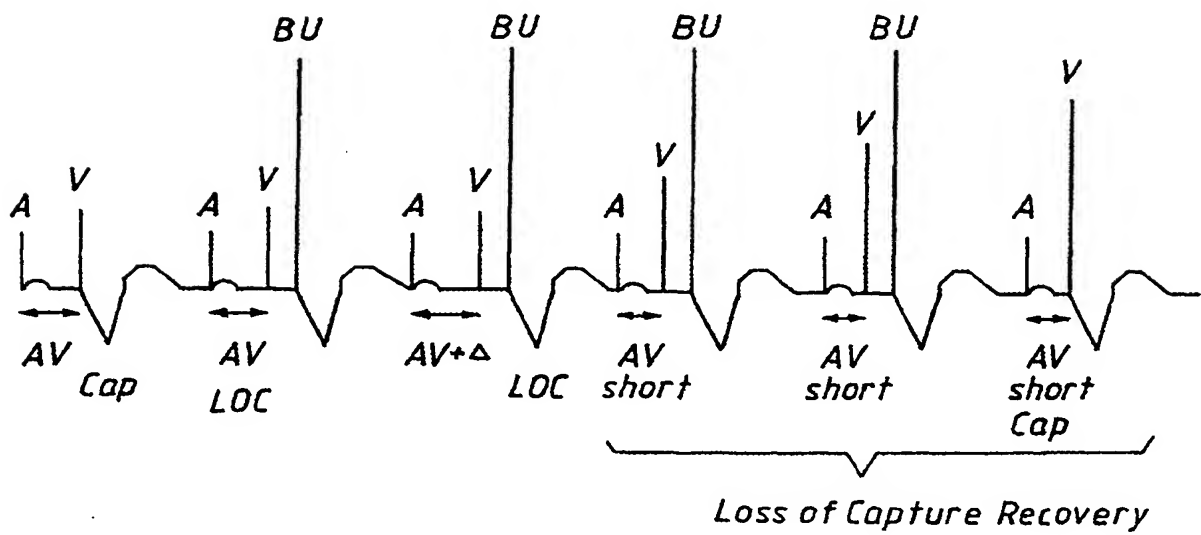 BU BU BU BU
V
V
V
A V A V A V A A A
AV AV AV+Δ AV AV AV
Cap LOC LOC short short short
Cap
Loss of Capture Recovery